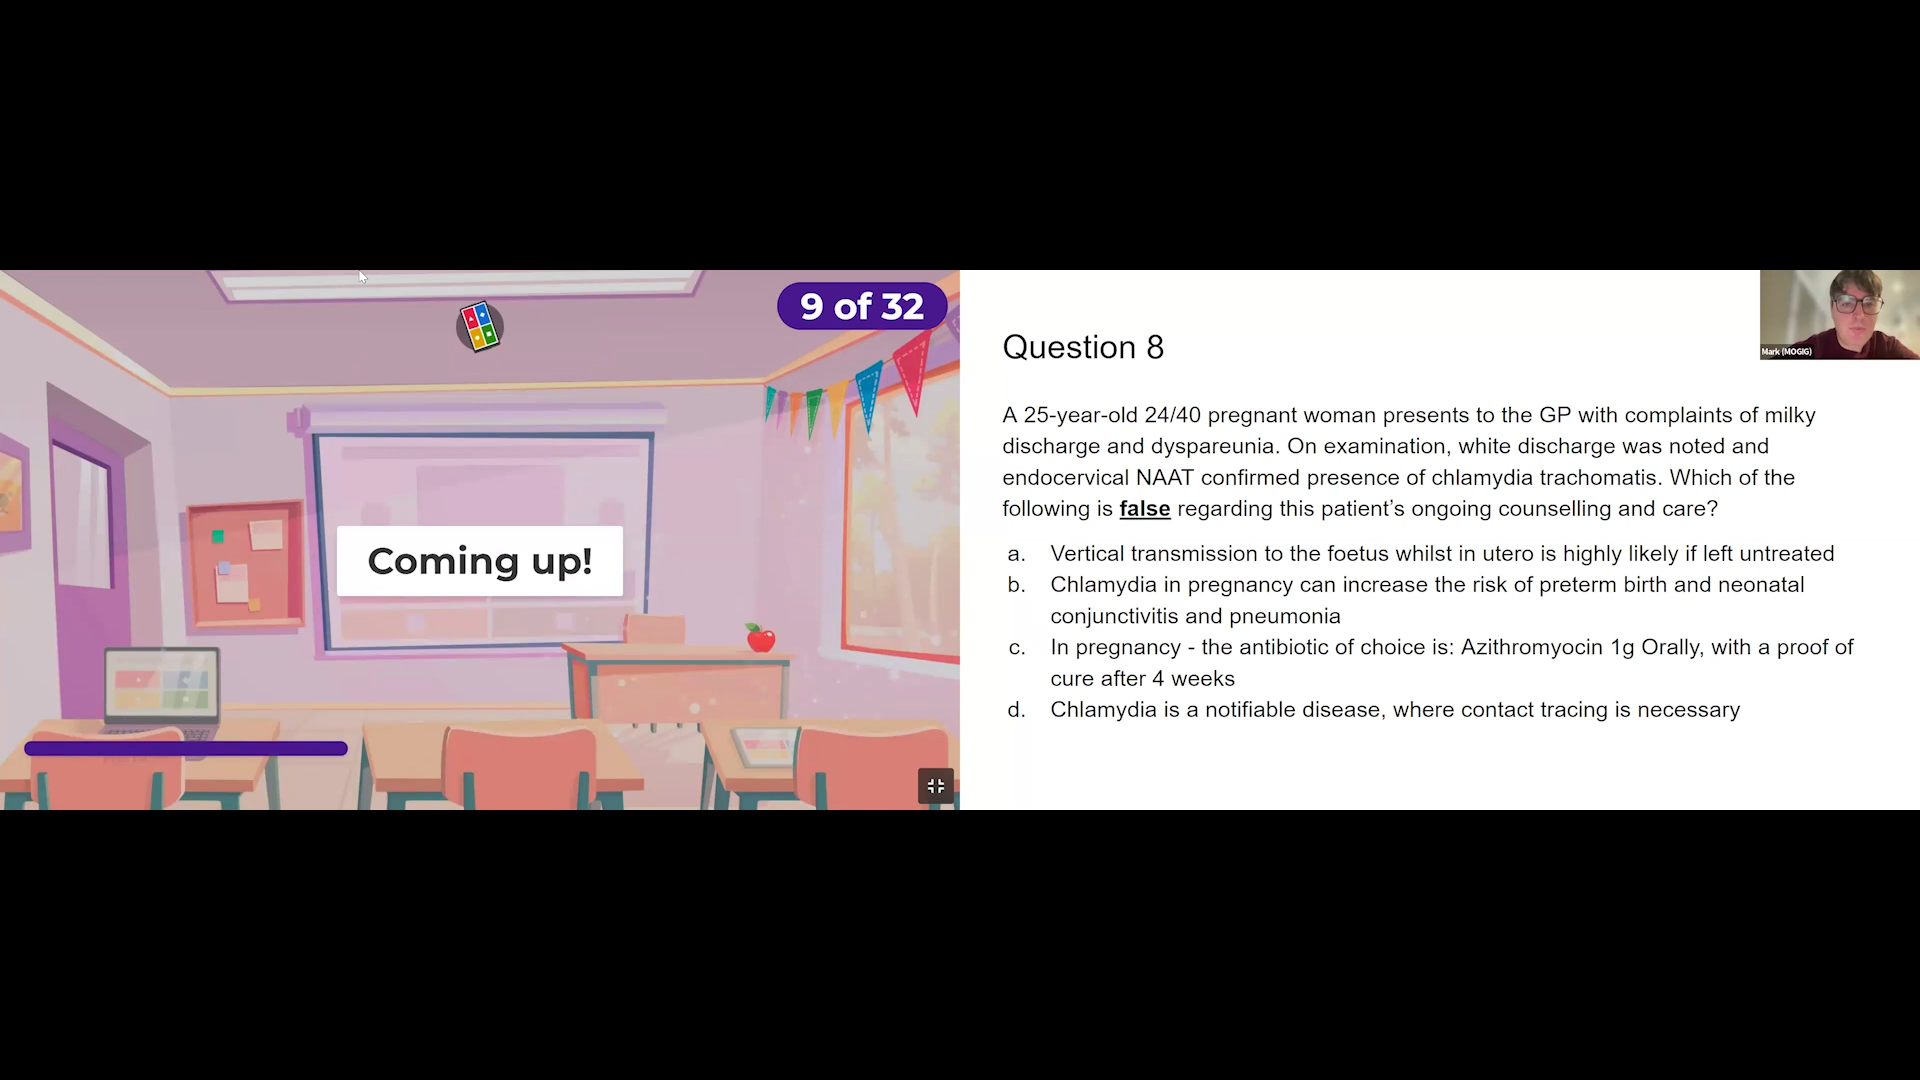 9 of 32
Coming up!
Mark (MOGIG)
Question 8
A 25-year-old 24/40 pregnant woman presents to the GP with complaints of milky
discharge and dyspareunia. On examination, white discharge was noted and
endocervical NAAT confirmed presence of chlamydia trachomatis. Which of the
following is false regarding this patient’s ongoing counselling and care?
a. Vertical transmission to the foetus whilst in utero is highly likely if left untreated
b. Chlamydia in pregnancy can increase the risk of preterm birth and neonatal
conjunctivitis and pneumonia
c. In pregnancy - the antibiotic of choice is: Azithromyocin 1g Orally, with a proof of
cure after 4 weeks
d. Chlamydia is a notifiable disease, where contact tracing is necessary